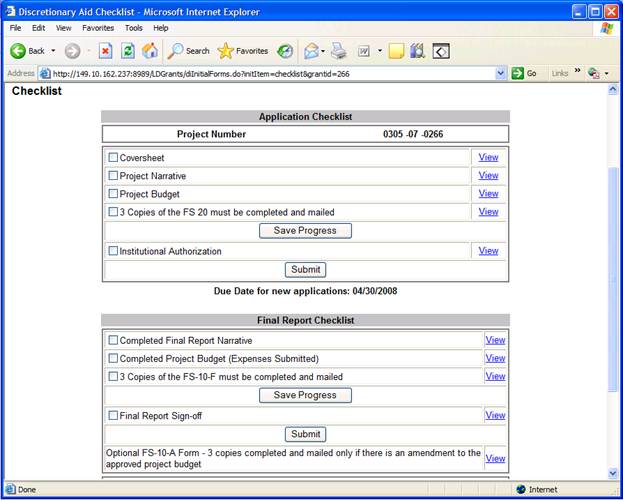 Discretionary Aid Checklist - Microsoft Internet Explorer
File Edit View Favorites Tools Help
Back Search Favorites
Address http://149.10.162.237:8989/LDGrants/diInitialForms.do?initItem=checklist&grantid=266 Go Links »
Checklist
Application Checklist
Project Number 0305 -07 -0266
Coversheet View
Project Narrative View
Project Budget View
3 Copies of the FS 20 must be completed and mailed View
Save Progress
Institutional Authorization View
Submit
Due Date for new applications: 04/30/2008
Final Report Checklist
Completed Final Report Narrative View
Completed Project Budget (Expenses Submitted) View
3 Copies of the FS-10-F must be completed and mailed View
Save Progress
Final Report Sign-off View
Submit
Optional FS-10-A Form - 3 copies completed and mailed only if there is an amendment to the View
approved project budget
Done Internet